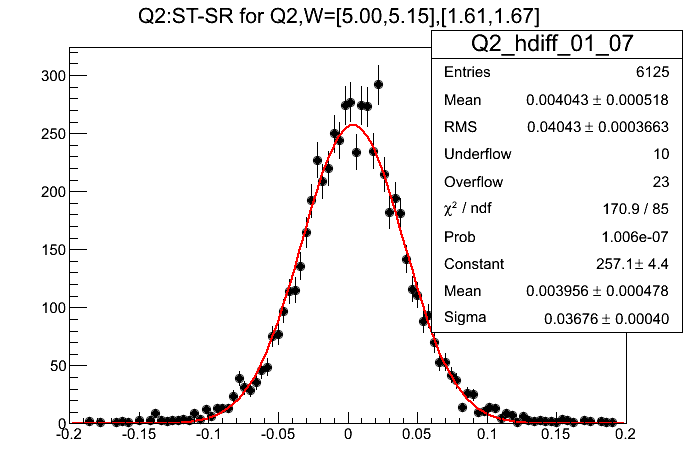 Q2:ST-SR for Q2,W=[5.00,5.15],[1.61,1.67]
Q2_hdiff_01_07
Entries 6125
Mean 0.004043 ± 0.000518
RMS 0.04043 ± 0.0003663
Underflow 10
Overflow 23
χ² / ndf 170.9 / 85
Prob 1.006e-07
Constant 257.1± 4.4
Mean 0.003956 ± 0.000478
Sigma 0.03676 ± 0.00040
300
250
200
150
100
50
0
-0.2 -0.15 -0.1 -0.05 0 0.05 0.1 0.15 0.2